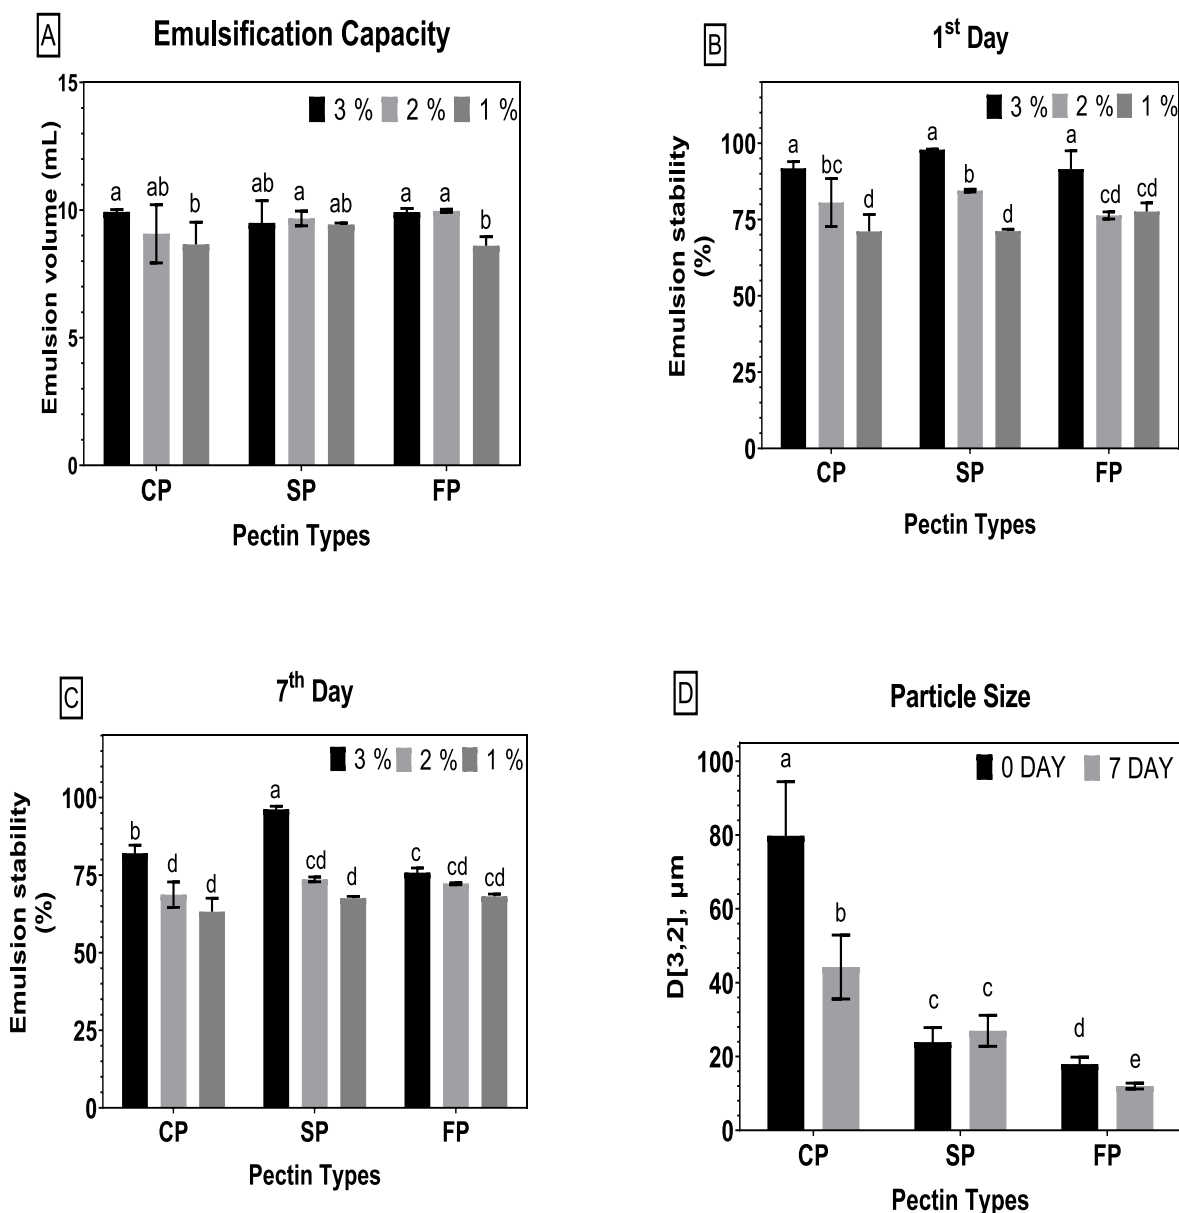 A
Emulsification Capacity
15
10
5
0
Emulsion volume (mL)
3 % 2 % 1 %
a ab b ab a ab a a b
CP SP FP
Pectin Types
B
1st Day
100
75
50
25
0
Emulsion stability
(%)
3 % 2 % 1 %
a bc d a b d a cd cd
CP SP FP
Pectin Types
C
7th Day
100
75
50
25
0
Emulsion stability
(%)
3 % 2 % 1 %
b d d a cd d c cd cd
CP SP FP
Pectin Types
D
Particle Size
100
80
60
40
20
0
D[3,2], µm
0 DAY 7 DAY
a b c c d e
CP SP FP
Pectin Types